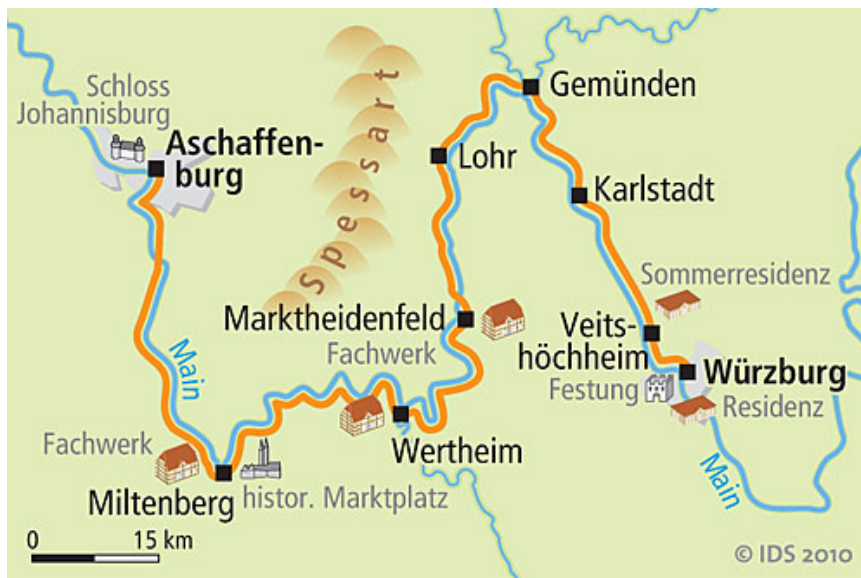 Schloss
Johannisburg
Aschaffen-
burg
Spessart
Gemünden
Lohr
Karlstadt
Sommerresidenz
Marktheidenfeld
Fachwerk
Veits-
höchheim
Würzburg
Festung
Residenz
Main
Main
Fachwerk
Wertheim
Miltenberg
histor. Marktplatz
0 15 km
© IDS 2010